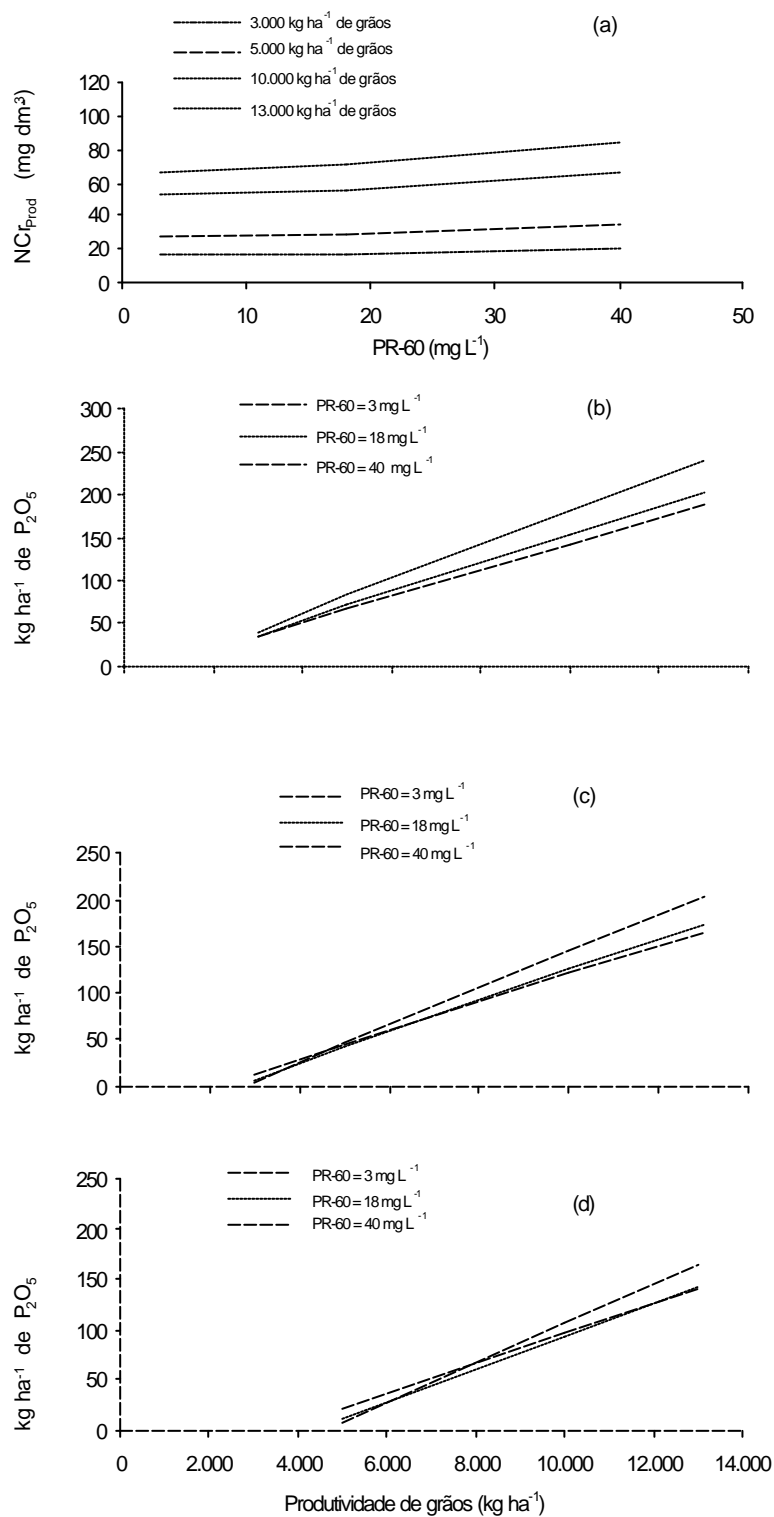 3.000 kg ha⁻¹ de grãos
(a)
5.000 kg ha⁻¹ de grãos
10.000 kg ha⁻¹ de grãos
13.000 kg ha⁻¹ de grãos
NCr_Prod (mg dm³)
120
100
80
60
40
20
0
0 10 20 30 40 50
PR-60 (mg L⁻¹)
PR-60 = 3 mg L⁻¹
(b)
PR-60 = 18 mg L⁻¹
PR-60 = 40 mg L⁻¹
kg ha⁻¹ de P₂O₅
300
250
200
150
100
50
0
PR-60 = 3 mg L⁻¹
(c)
PR-60 = 18 mg L⁻¹
PR-60 = 40 mg L⁻¹
kg ha⁻¹ de P₂O₅
250
200
150
100
50
0
PR-60 = 3 mg L⁻¹
PR-60 = 18 mg L⁻¹
(d)
PR-60 = 40 mg L⁻¹
kg ha⁻¹ de P₂O₅
250
200
150
100
50
0
0 2.000 4.000 6.000 8.000 10.000 12.000 14.000
Produtividade de grãos (kg ha⁻¹)